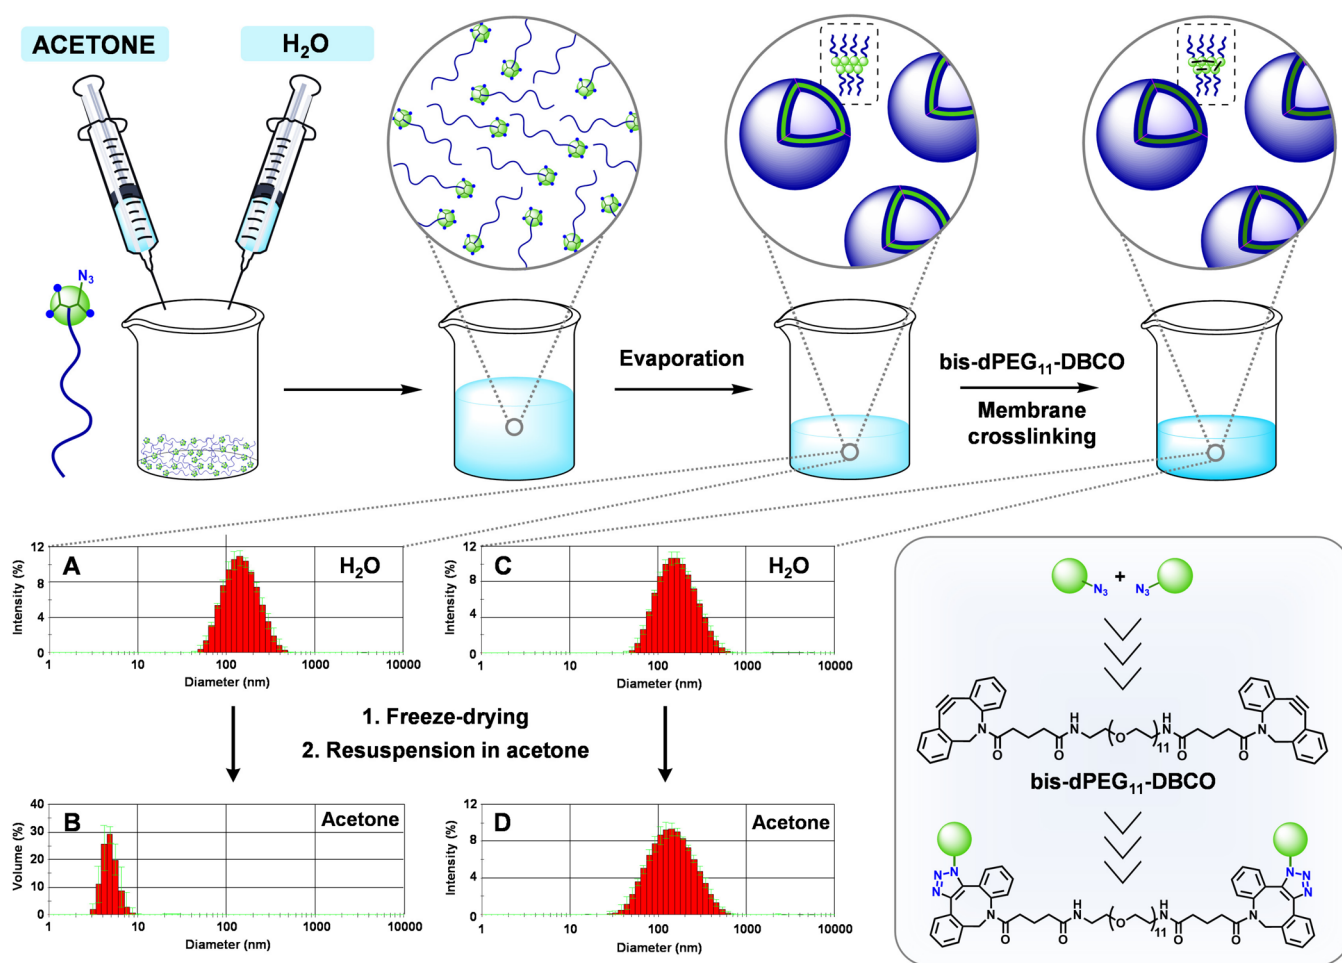 ACETONE
H₂O
N₃
Evaporation
bis-dPEG₁₁-DBCO
Membrane
crosslinking
A
H₂O
Intensity (%)
12
8
4
0
1
10
100
1000
10000
Diameter (nm)
C
H₂O
Intensity (%)
12
8
4
0
1
10
100
1000
10000
Diameter (nm)
1. Freeze-drying
2. Resuspension in acetone
B
Acetone
Volume (%)
40
30
20
10
0
1
10
100
1000
10000
Diameter (nm)
D
Acetone
Intensity (%)
12
8
4
0
1
10
100
1000
10000
Diameter (nm)
N₃ + N₃
N
O
O
H
N
O
11
H
N
O
O
N
bis-dPEG₁₁-DBCO
N
N
N
N
O
O
H
N
O
11
H
N
O
O
N
N
N
N